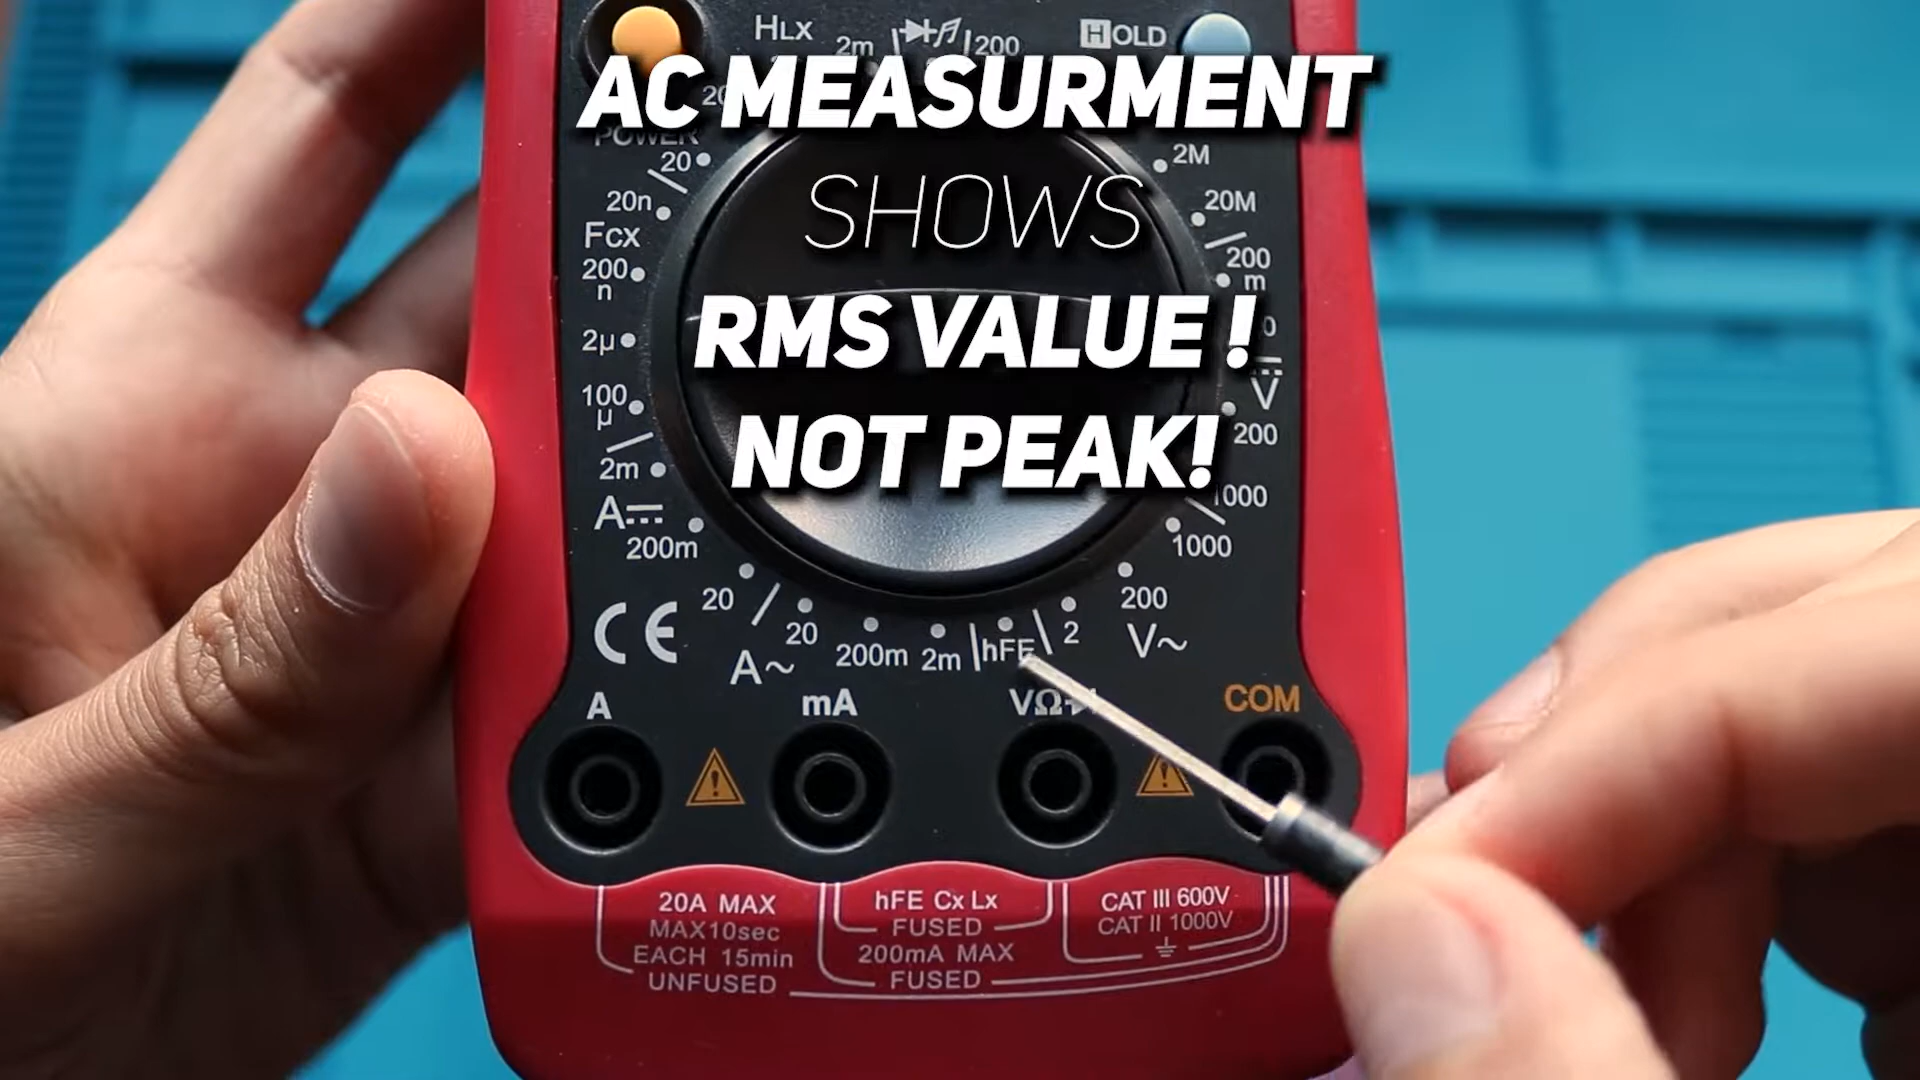 HLX
2m
200
HOLD
AC MEASURMENT
POWER
20
2M
20n
20M
SHOWS
Fcx
200
n
200
m
RMS VALUE !
2µ
V
100
µ
NOT PEAK!
200
2m
1000
A
200m
1000
20
20
200m
2m
hFE
2
200
CE
A~
V~
A
mA
VΩ
COM
20A MAX
MAX10sec
EACH 15min
UNFUSED
hFE Cx Lx
FUSED
200mA MAX
FUSED
CAT III 600V
CAT II 1000V